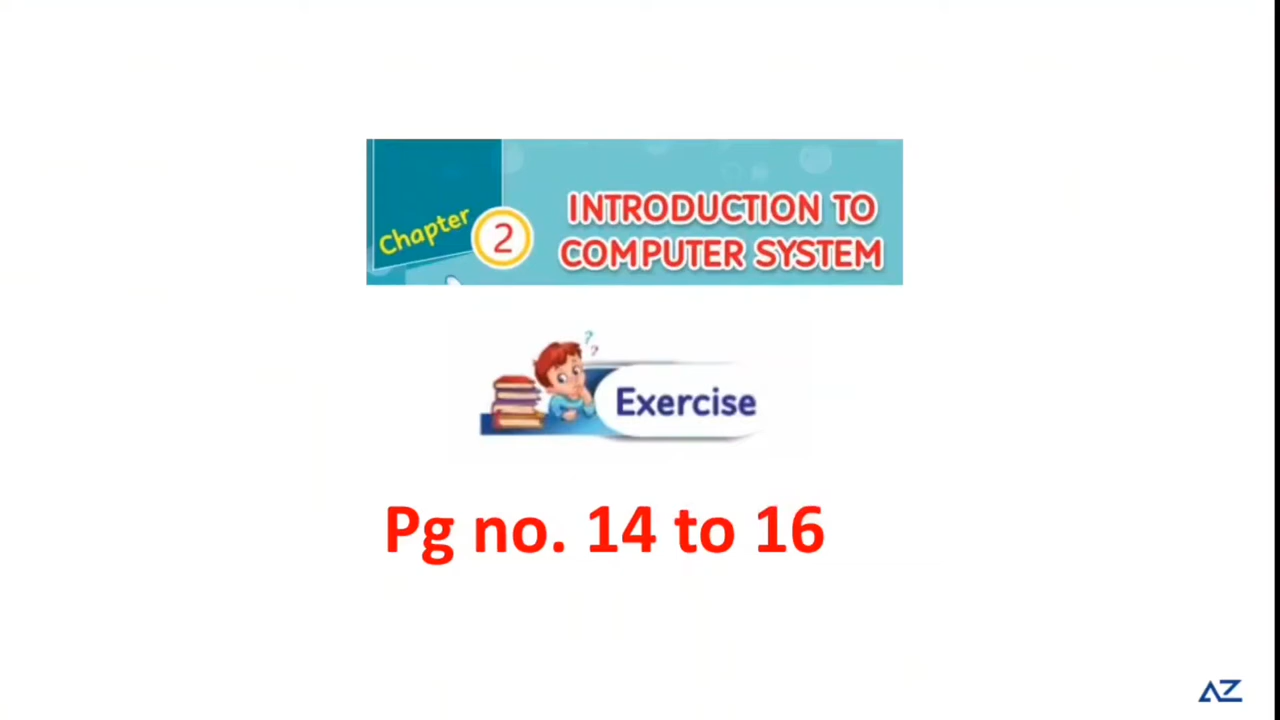 Chapter 2
INTRODUCTION TO
COMPUTER SYSTEM
? ?
Exercise
Pg no. 14 to 16
AZ